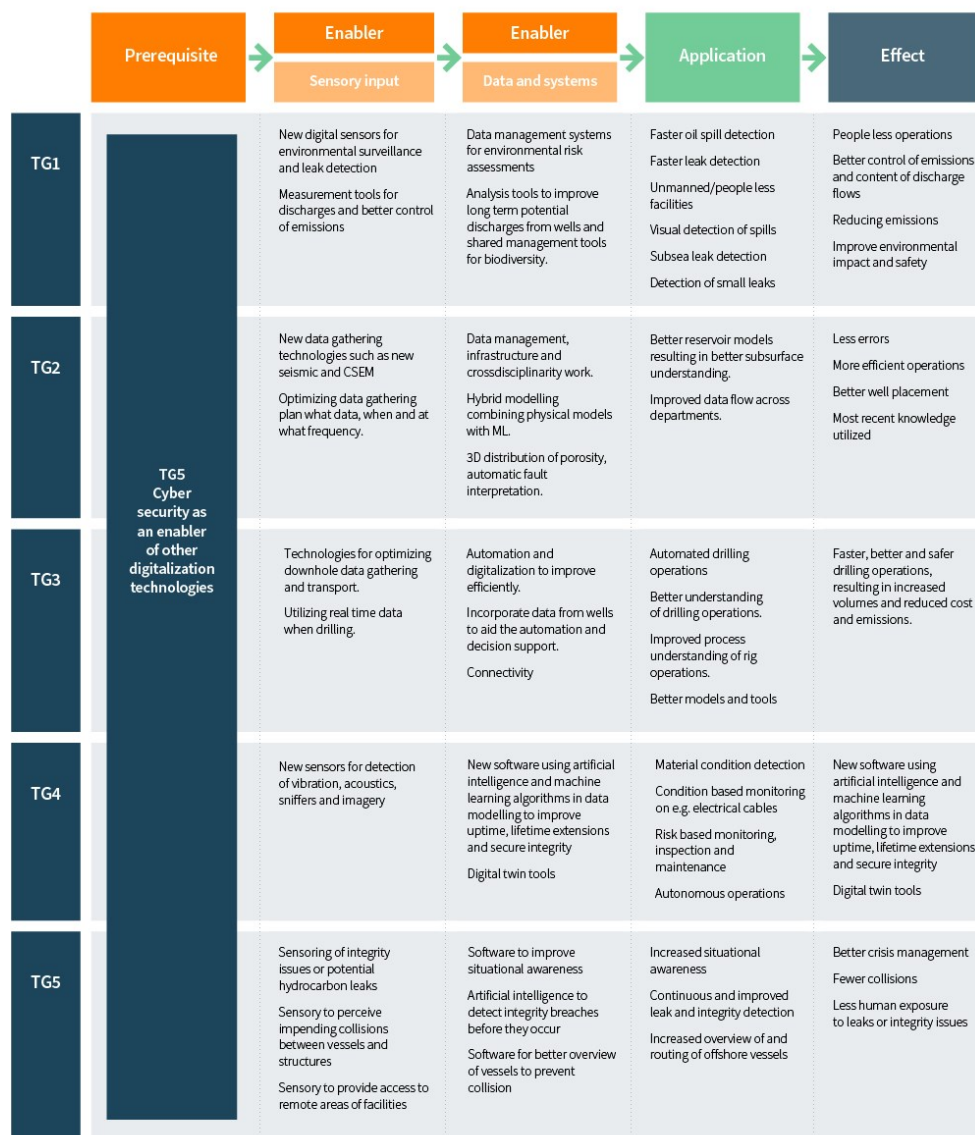 Prerequisite
Enabler
Sensory input
Enabler
Data and systems
Application
Effect
TG5
Cyber
security as
an enabler
of other
digitalization
technologies
TG1
New digital sensors for
environmental surveillance
and leak detection
Measurement tools for
discharges and better control
of emissions
Data management systems
for environmental risk
assessments
Analysis tools to improve
long term potential
discharges from wells and
shared management tools
for biodiversity.
Faster oil spill detection
Faster leak detection
Unmanned/people less
facilities
Visual detection of spills
Subsea leak detection
Detection of small leaks
People less operations
Better control of emissions
and content of discharge
flows
Reducing emissions
Improve environmental
impact and safety
TG2
New data gathering
technologies such as new
seismic and CSEM
Optimizing data gathering
plan what data, when and at
what frequency.
Data management,
infrastructure and
crossdisciplinarity work.
Hybrid modelling
combining physical models
with ML.
3D distribution of porosity,
automatic fault
interpretation.
Better reservoir models
resulting in better subsurface
understanding.
Improved data flow across
departments.
Less errors
More efficient operations
Better well placement
Most recent knowledge
utilized
TG3
Technologies for optimizing
downhole data gathering
and transport.
Utilizing real time data
when drilling.
Automation and
digitalization to improve
efficiently.
Incorporate data from wells
to aid the automation and
decision support.
Connectivity
Automated drilling
operations
Better understanding
of drilling operations.
Improved process
understanding of rig
operations.
Better models and tools
Faster, better and safer
drilling operations,
resulting in increased
volumes and reduced cost
and emissions.
TG4
New sensors for detection
of vibration, acoustics,
sniffers and imagery
New software using artificial
intelligence and machine
learning algorithms in data
modelling to improve
uptime, lifetime extensions
and secure integrity
Digital twin tools
Material condition detection
Condition based monitoring
on e.g. electrical cables
Risk based monitoring,
inspection and
maintenance
Autonomous operations
New software using
artificial intelligence and
machine learning
algorithms in data
modelling to improve
uptime, lifetime extensions
and secure integrity
Digital twin tools
TG5
Sensoring of integrity
issues or potential
hydrocarbon leaks
Sensory to perceive
impending collisions
between vessels and
structures
Sensory to provide access to
remote areas of facilities
Software to improve
situational awareness
Artificial intelligence to
detect integrity breaches
before they occur
Software for better overview
of vessels to prevent
collision
Increased situational
awareness
Continuous and improved
leak and integrity detection
Increased overview of and
routing of offshore vessels
Better crisis management
Fewer collisions
Less human exposure
to leaks or integrity issues